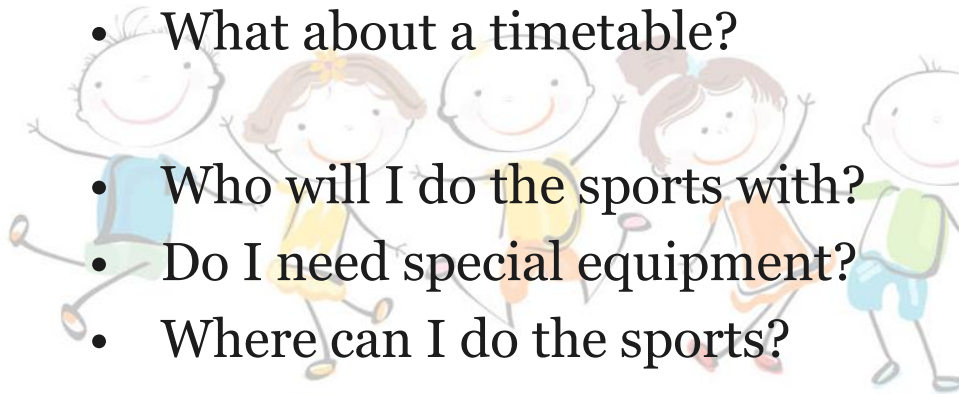 • What about a timetable?
• Who will I do the sports with?
• Do I need special equipment?
• Where can I do the sports?